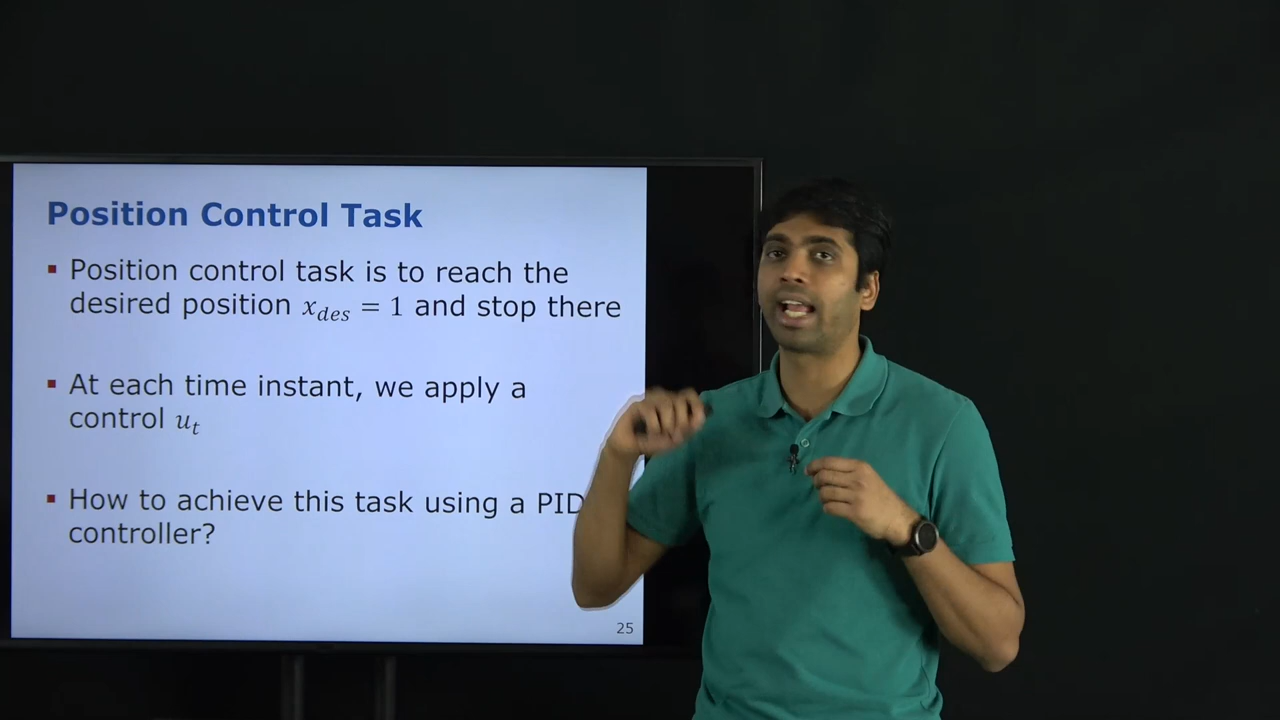 Position Control Task
▪ Position control task is to reach the
desired position x_des = 1 and stop there
▪ At each time instant, we apply a
control u_t
▪ How to achieve this task using a PID
controller?
25